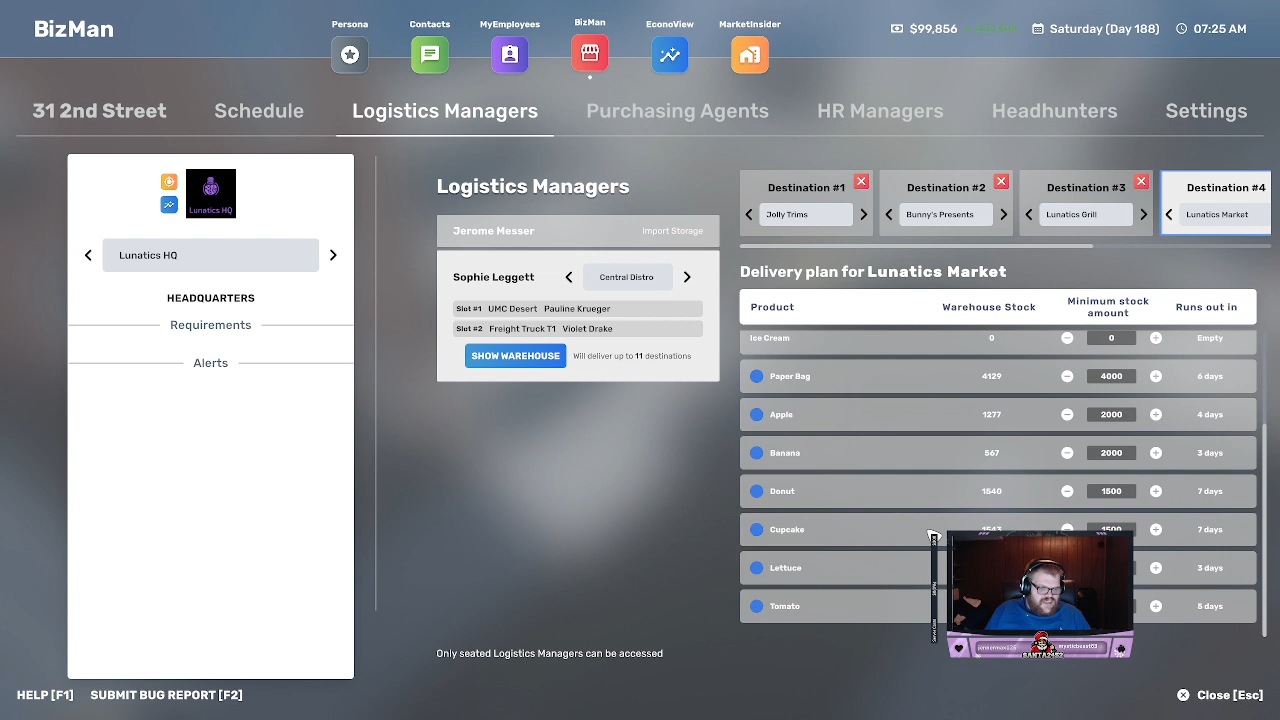 BizMan
Persona
Contacts
MyEmployees
BizMan
EconoView
MarketInsider
$99,856
Saturday (Day 188)
07:25 AM
31 2nd Street
Schedule
Logistics Managers
Purchasing Agents
HR Managers
Headhunters
Settings
Lunatics HQ
Lunatics HQ
HEADQUARTERS
Requirements
Alerts
Logistics Managers
Jerome Messer
Import Storage
Sophie Leggett
Central Distro
Slot #1 UMC Desert Pauline Krueger
Slot #2 Freight Truck T1 Violet Drake
SHOW WAREHOUSE
Will deliver up to 11 destinations
Only seated Logistics Managers can be accessed
Destination #1
Jolly Trims
Destination #2
Bunny's Presents
Destination #3
Lunatics Grill
Destination #4
Lunatics Market
Delivery plan for Lunatics Market
Product Warehouse Stock Minimum stock amount Runs out in
Ice Cream 0 0 Empty
Paper Bag 4129 4000 6 days
Apple 1277 2000 4 days
Banana 567 2000 3 days
Donut 1540 1500 7 days
Cupcake 1543 1500 7 days
Lettuce 3 days
Tomato 5 days
SANTA2452
HELP [F1]
SUBMIT BUG REPORT [F2]
Close [Esc]